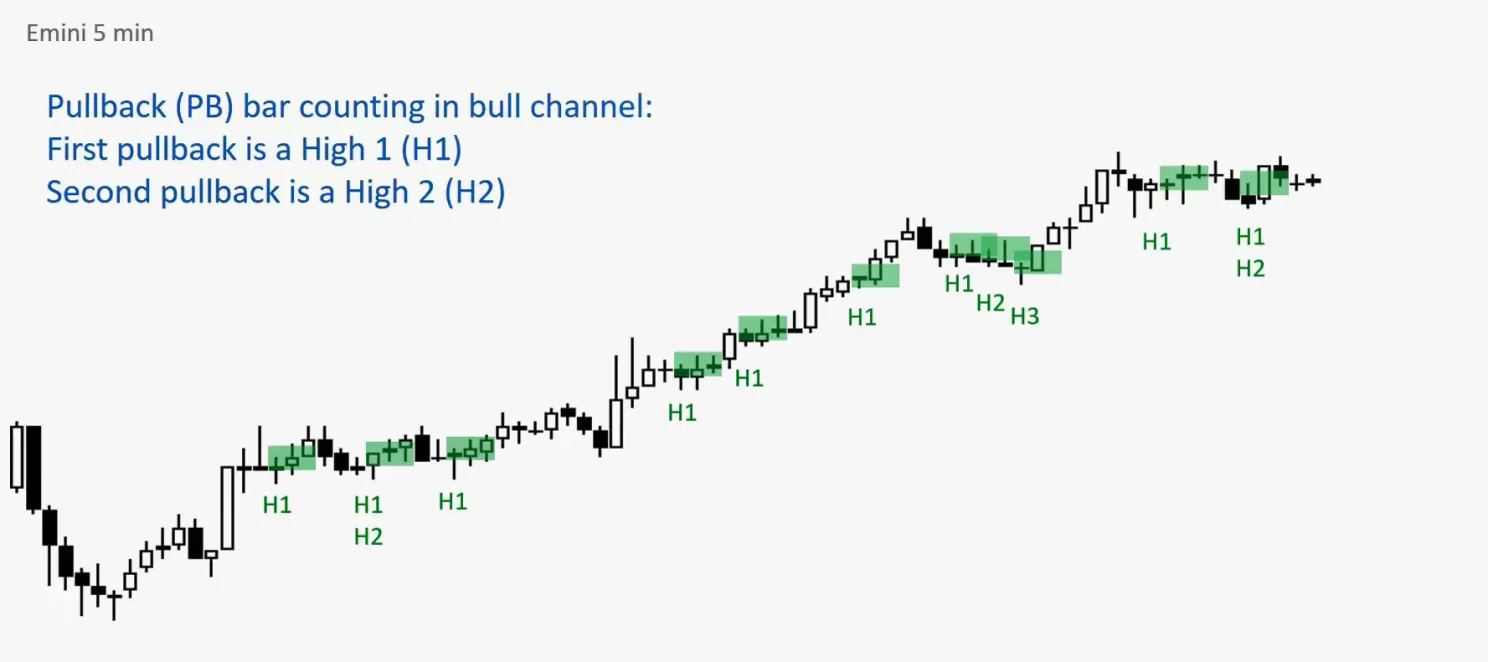 Emini 5 min
Pullback (PB) bar counting in bull channel:
First pullback is a High 1 (H1)
Second pullback is a High 2 (H2)
H1
H1
H2
H1
H1
H1
H1
H1
H2
H3
H1
H1
H2